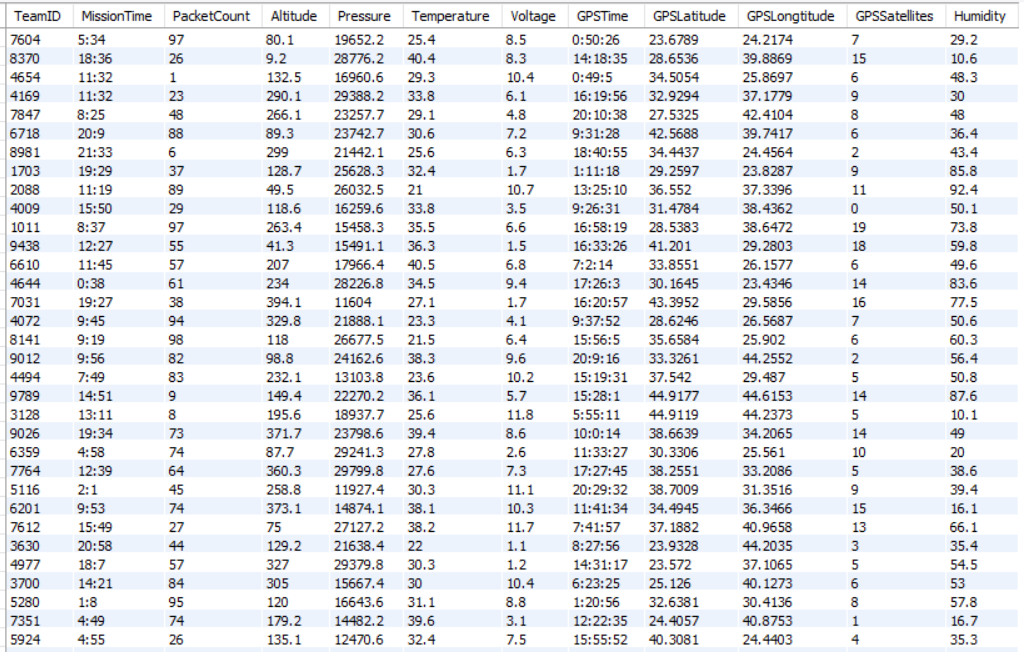 TeamID MissionTime PacketCount Altitude Pressure Temperature Voltage GPSTime GPSLatitude GPSLongtitude GPSSatellites Humidity
7604 5:34 97 80.1 19652.2 25.4 8.5 0:50:26 23.6789 24.2174 7 29.2
8370 18:36 26 9.2 28776.2 40.4 8.3 14:18:35 28.6536 39.8869 15 10.6
4654 11:32 1 132.5 16960.6 29.3 10.4 0:49:5 34.5054 25.8697 6 48.3
4169 11:32 23 290.1 29388.2 33.8 6.1 16:19:56 32.9294 37.1779 9 30
7847 8:25 48 266.1 23257.7 29.1 4.8 20:10:38 27.5325 42.4104 8 48
6718 20:9 88 89.3 23742.7 30.6 7.2 9:31:28 42.5688 39.7417 6 36.4
8981 21:33 6 299 21442.1 25.6 6.3 18:40:55 34.4437 24.4564 2 43.4
1703 19:29 37 128.7 25628.3 32.4 1.7 1:11:18 29.2597 23.8287 9 85.8
2088 11:19 89 49.5 26032.5 21 10.7 13:25:10 36.552 37.3396 11 92.4
4009 15:50 29 118.6 16259.6 33.8 3.5 9:26:31 31.4784 38.4362 0 50.1
1011 8:37 97 263.4 15458.3 35.5 6.6 16:58:19 28.5383 38.6472 19 73.8
9438 12:27 55 41.3 15491.1 36.3 1.5 16:33:26 41.201 29.2803 18 59.8
6610 11:45 57 207 17966.4 40.5 6.8 7:2:14 33.8551 26.1577 6 49.6
4644 0:38 61 234 28226.8 34.5 9.4 17:26:3 30.1645 23.4346 14 83.6
7031 19:27 38 394.1 11604 27.1 1.7 16:20:57 43.3952 29.5856 16 77.5
4072 9:45 94 329.8 21888.1 23.3 4.1 9:37:52 28.6246 26.5687 7 50.6
8141 9:19 98 118 26677.5 21.5 6.4 15:56:5 35.6584 25.902 6 60.3
9012 9:56 82 98.8 24162.6 38.3 9.6 20:9:16 33.3261 44.2552 2 56.4
4494 7:49 83 232.1 13103.8 23.6 10.2 15:19:31 37.542 29.487 5 50.8
9789 14:51 9 149.4 22270.2 36.1 5.7 15:28:1 44.9177 44.6153 14 87.6
3128 13:11 8 195.6 18937.7 25.6 11.8 5:55:11 44.9119 44.2373 5 10.1
9026 19:34 73 371.7 23798.6 39.4 8.6 10:0:14 38.6639 34.2065 14 49
6359 4:58 74 87.7 29241.3 27.8 2.6 11:33:27 30.3306 25.561 10 20
7764 12:39 64 360.3 29799.8 27.6 7.3 17:27:45 38.2551 33.2086 5 38.6
5116 2:1 45 258.8 11927.4 30.3 11.1 20:29:32 38.7009 31.3516 9 39.4
6201 9:53 74 373.1 14874.1 38.1 10.3 11:41:34 34.4945 36.3466 15 16.1
7612 15:49 27 75 27127.2 38.2 11.7 7:41:57 37.1882 40.9658 13 66.1
3630 20:58 44 129.2 21638.4 22 1.1 8:27:56 23.9328 44.2035 3 35.4
4977 18:7 57 327 29379.8 30.3 1.2 14:31:17 23.572 37.1065 5 54.5
3700 14:21 84 305 15667.4 30 10.4 6:23:25 25.126 40.1273 6 53
5280 1:8 95 120 16643.6 31.1 8.8 1:20:56 32.6381 30.4136 8 57.8
7351 4:49 74 179.2 14482.2 39.6 3.1 12:22:35 24.4057 40.8753 1 16.7
5924 4:55 26 135.1 12470.6 32.4 7.5 15:55:52 40.3081 24.4403 4 35.3